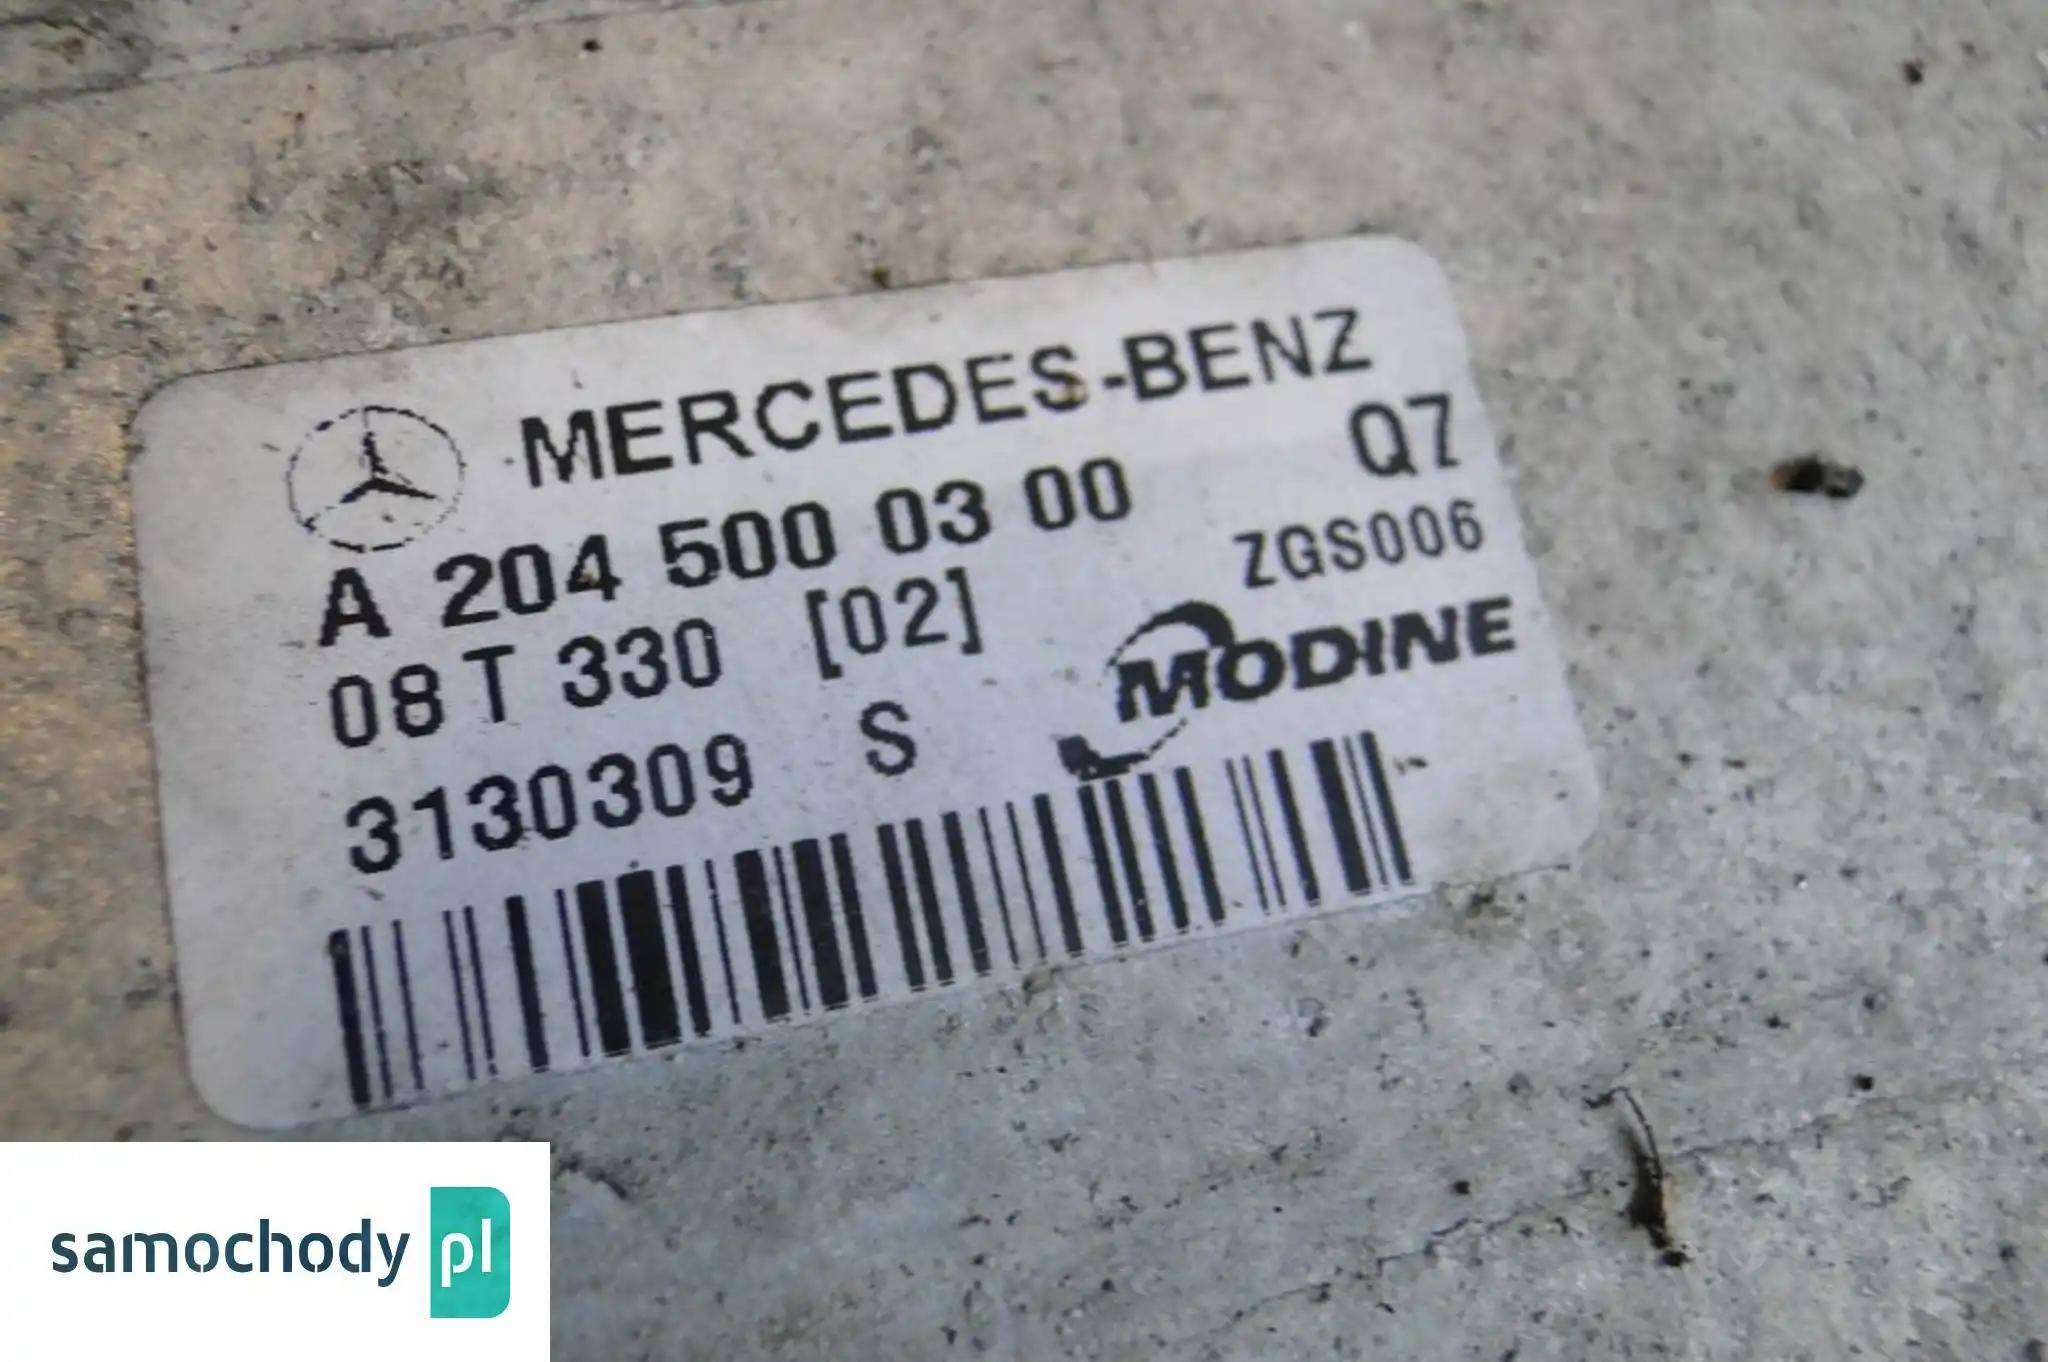 MERCEDES-BENZ
A 204 500 03 00 Q7
08 T 330 [02] ZGS006
3130309 S MODINE
samochody pl